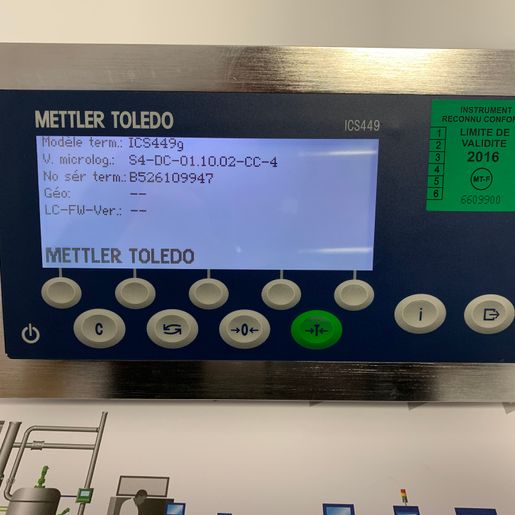 METTLER TOLEDO
ICS449
Modèle term.: ICS449g
V. microlog.: S4-DC-01.10.02-CC-4
No sér term.: B526109947
Géo: --
LC-FW-Ver.: --
METTLER TOLEDO
INSTRUMENT
RECONNU CONFOR
1
2
3
4
5
6
LIMITE DE
VALIDITE
2016
MT-F
6609900
C
→0←
→T←
i